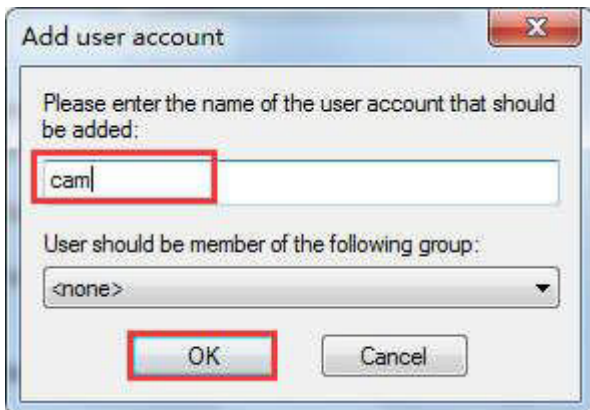 Add user account
Please enter the name of the user account that should
be added:
cam
User should be member of the following group:
<none>
OK
Cancel